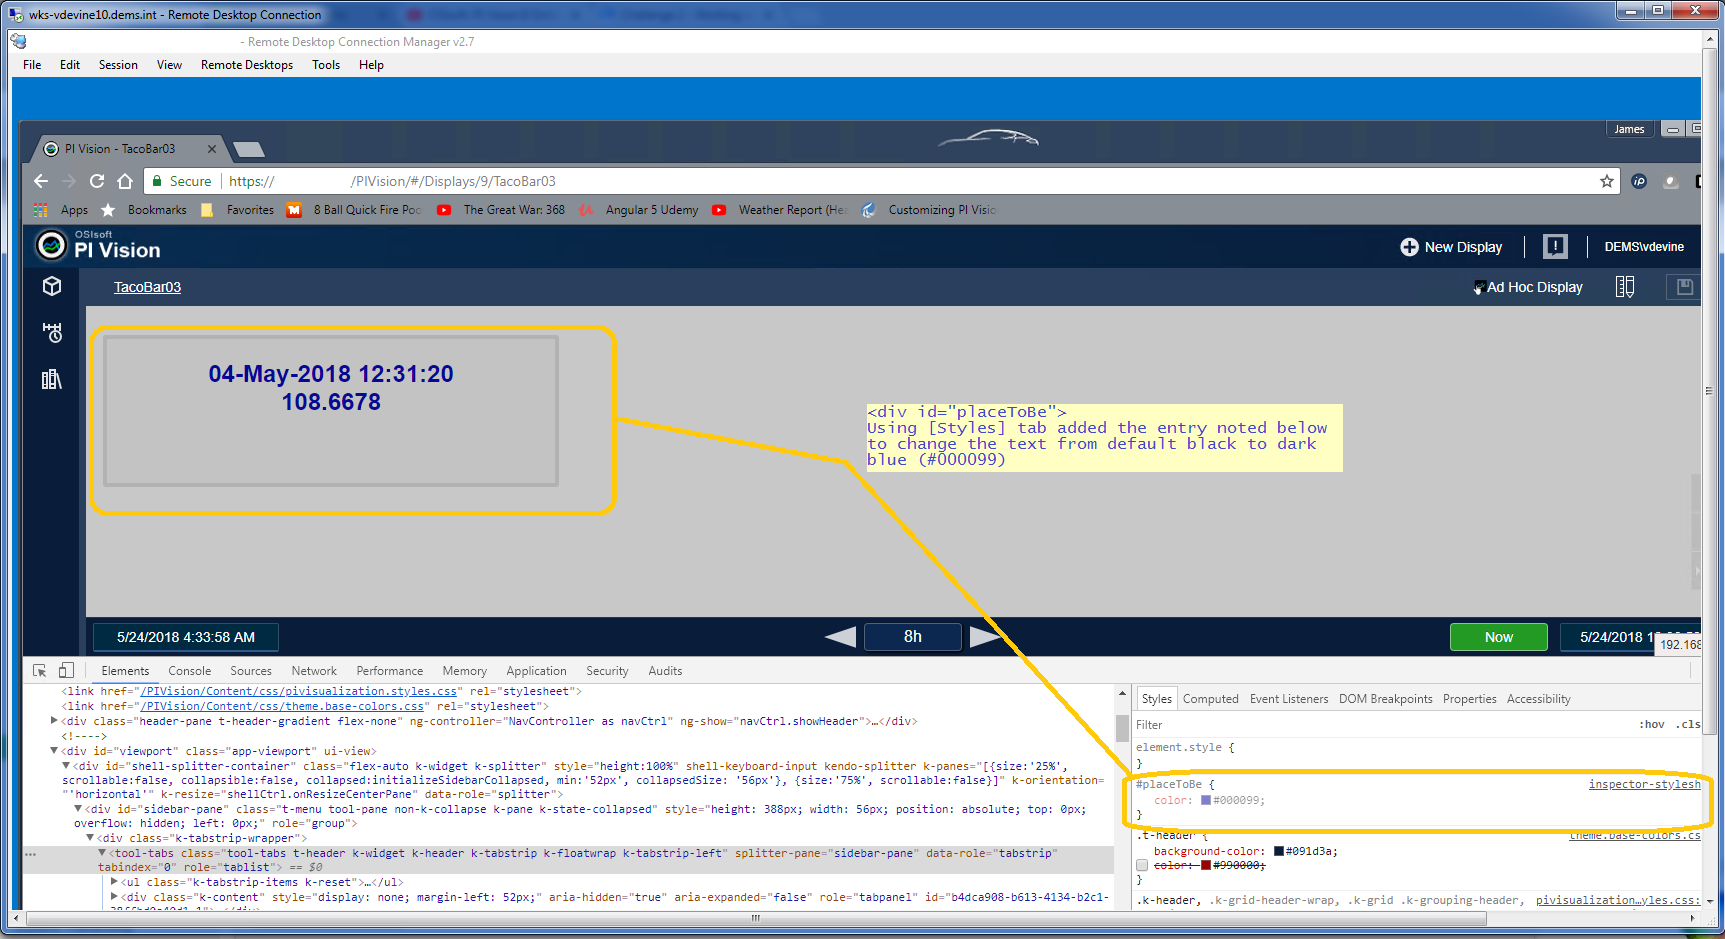 wks-vdevine10.dems.int - Remote Desktop Connection
- Remote Desktop Connection Manager v2.7
File Edit Session View Remote Desktops Tools Help
James
PI Vision - TacoBar03
Secure https:// /PIVision/#/Displays/9/TacoBar03
Apps Bookmarks Favorites 8 Ball Quick Fire Poo The Great War: 368 Angular 5 Udemy Weather Report (Hea Customizing PI Visio
OSIsoft
PI Vision
New Display DEMS\vdevine
TacoBar03 Ad Hoc Display
04-May-2018 12:31:20
108.6678
<div id="placeToBe">
Using [Styles] tab added the entry noted below
to change the text from default black to dark
blue (#000099)
5/24/2018 4:33:58 AM 8h Now 5/24/2018
192.168
Elements Console Sources Network Performance Memory Application Security Audits
<link href="/PIVision/Content/css/pivisualization.styles.css" rel="stylesheet">
<link href="/PIVision/Content/css/theme.base-colors.css" rel="stylesheet">
<div class="header-pane t-header-gradient flex-none" ng-controller="NavController as navCtrl" ng-show="navCtrl.showHeader">…</div>
<!---->
<div id="viewport" class="app-viewport" ui-view>
<div id="shell-splitter-container" class="flex-auto k-widget k-splitter" style="height:100%" shell-keyboard-input kendo-splitter k-panes="[{size:'25%',
scrollable:false, collapsible:false, collapsed:initializeSidebarCollapsed, min:'52px', collapsedSize: '56px'}, {size:'75%', scrollable:false}]" k-orientation=
"'horizontal'" k-resize="shellCtrl.onResizeCenterPane" data-role="splitter">
<div id="sidebar-pane" class="t-menu tool-pane non-k-collapse k-pane k-state-collapsed" style="height: 388px; width: 56px; position: absolute; top: 0px;
overflow: hidden; left: 0px;" role="group">
<div class="k-tabstrip-wrapper">
<tool-tabs class="tool-tabs t-header k-widget k-header k-tabstrip k-floatwrap k-tabstrip-left" splitter-pane="sidebar-pane" data-role="tabstrip"
tabindex="0" role="tablist"> == $0
<ul class="k-tabstrip-items k-reset">…</ul>
<div class="k-content" style="display: none; margin-left: 52px;" aria-hidden="true" aria-expanded="false" role="tabpanel" id="b4dca908-b613-4134-b2c1-
Styles Computed Event Listeners DOM Breakpoints Properties Accessibility
Filter :hov .cls
element.style {
}
#placeToBe { inspector-stylesh
color: #000099;
}
.t-header { theme.base-colors.cs
background-color: #091d3a;
color: #990000;
}
.k-header, .k-grid-header-wrap, .k-grid .k-grouping-header, pivisualization…yles.css: